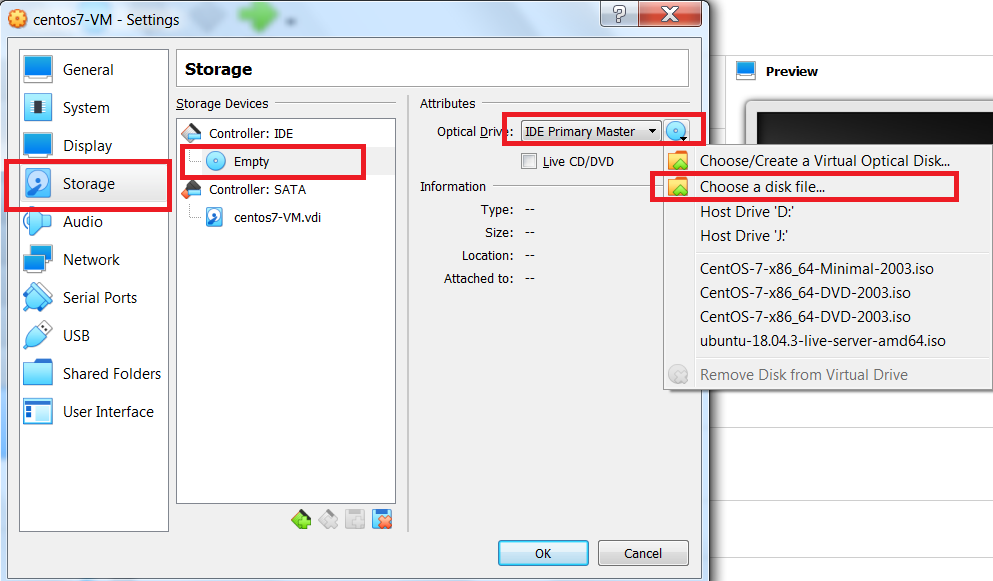 centos7-VM - Settings
General
System
Display
Storage
Audio
Network
Serial Ports
USB
Shared Folders
User Interface
Storage
Storage Devices
Controller: IDE
Empty
Controller: SATA
centos7-VM.vdi
Attributes
Optical Drive: IDE Primary Master
Live CD/DVD
Information
Type: --
Size: --
Location: --
Attached to: --
OK
Cancel
Preview
Choose/Create a Virtual Optical Disk...
Choose a disk file...
Host Drive 'D:'
Host Drive 'J:'
CentOS-7-x86_64-Minimal-2003.iso
CentOS-7-x86_64-DVD-2003.iso
CentOS-7-x86_64-DVD-2003.iso
ubuntu-18.04.3-live-server-amd64.iso
Remove Disk from Virtual Drive